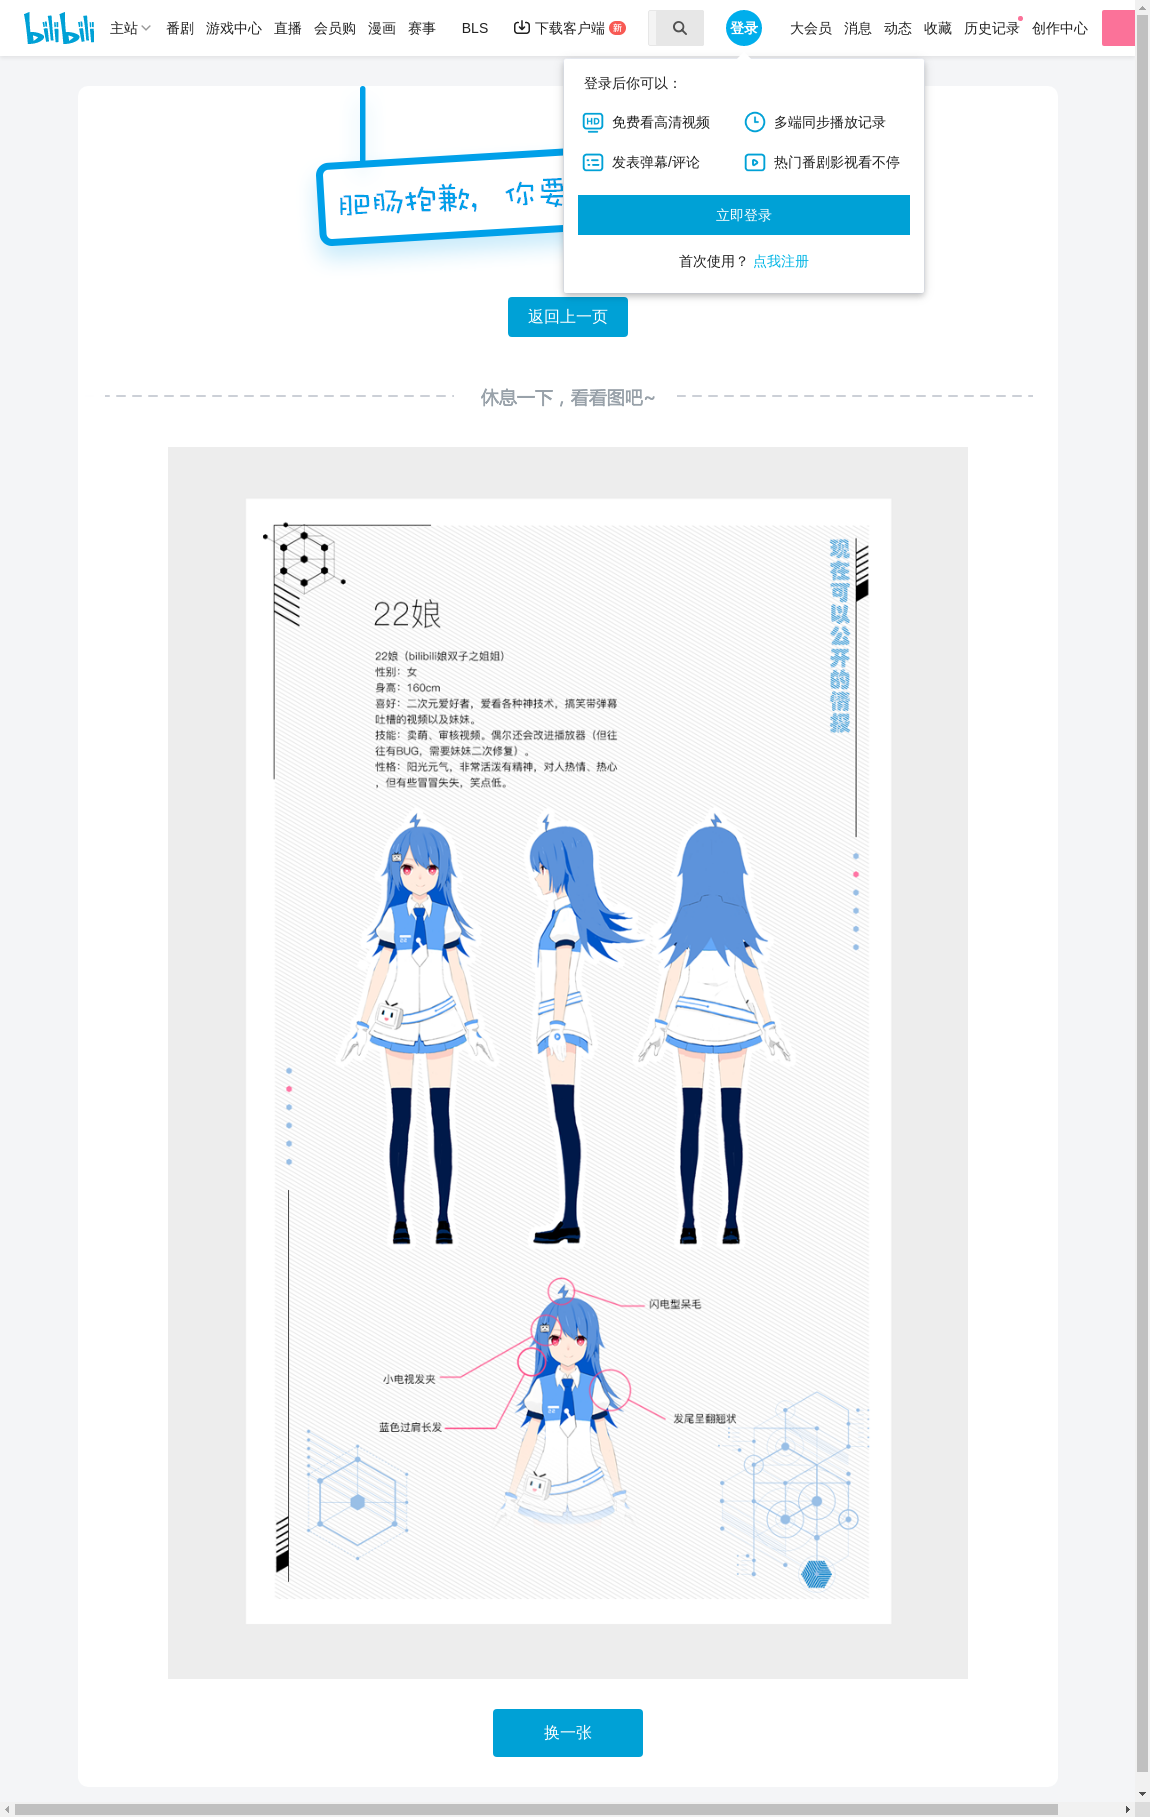 bilibili
主站 番剧 游戏中心 直播 会员购 漫画 赛事 BLS 下载客户端 新 登录 大会员 消息 动态 收藏 历史记录 创作中心
登录后你可以：
HD 免费看高清视频 多端同步播放记录
发表弹幕/评论 热门番剧影视看不停
立即登录
首次使用？ 点我注册
肥肠抱歉，你要
返回上一页
休息一下，看看图吧~
现在可以公开的情报
22娘
22娘（bilibili娘双子之姐姐）
性别：女
身高：160cm
喜好：二次元爱好者，爱看各种神技术，搞笑带弹幕
吐槽的视频以及妹妹。
技能：卖萌、审核视频。偶尔还会改进播放器（但往
往有BUG，需要妹妹二次修复）。
性格：阳光元气，非常活泼有精神，对人热情、热心
，但有些冒冒失失，笑点低。
22
闪电型呆毛
小电视发夹
发尾呈翻翘状
蓝色过肩长发
22
换一张